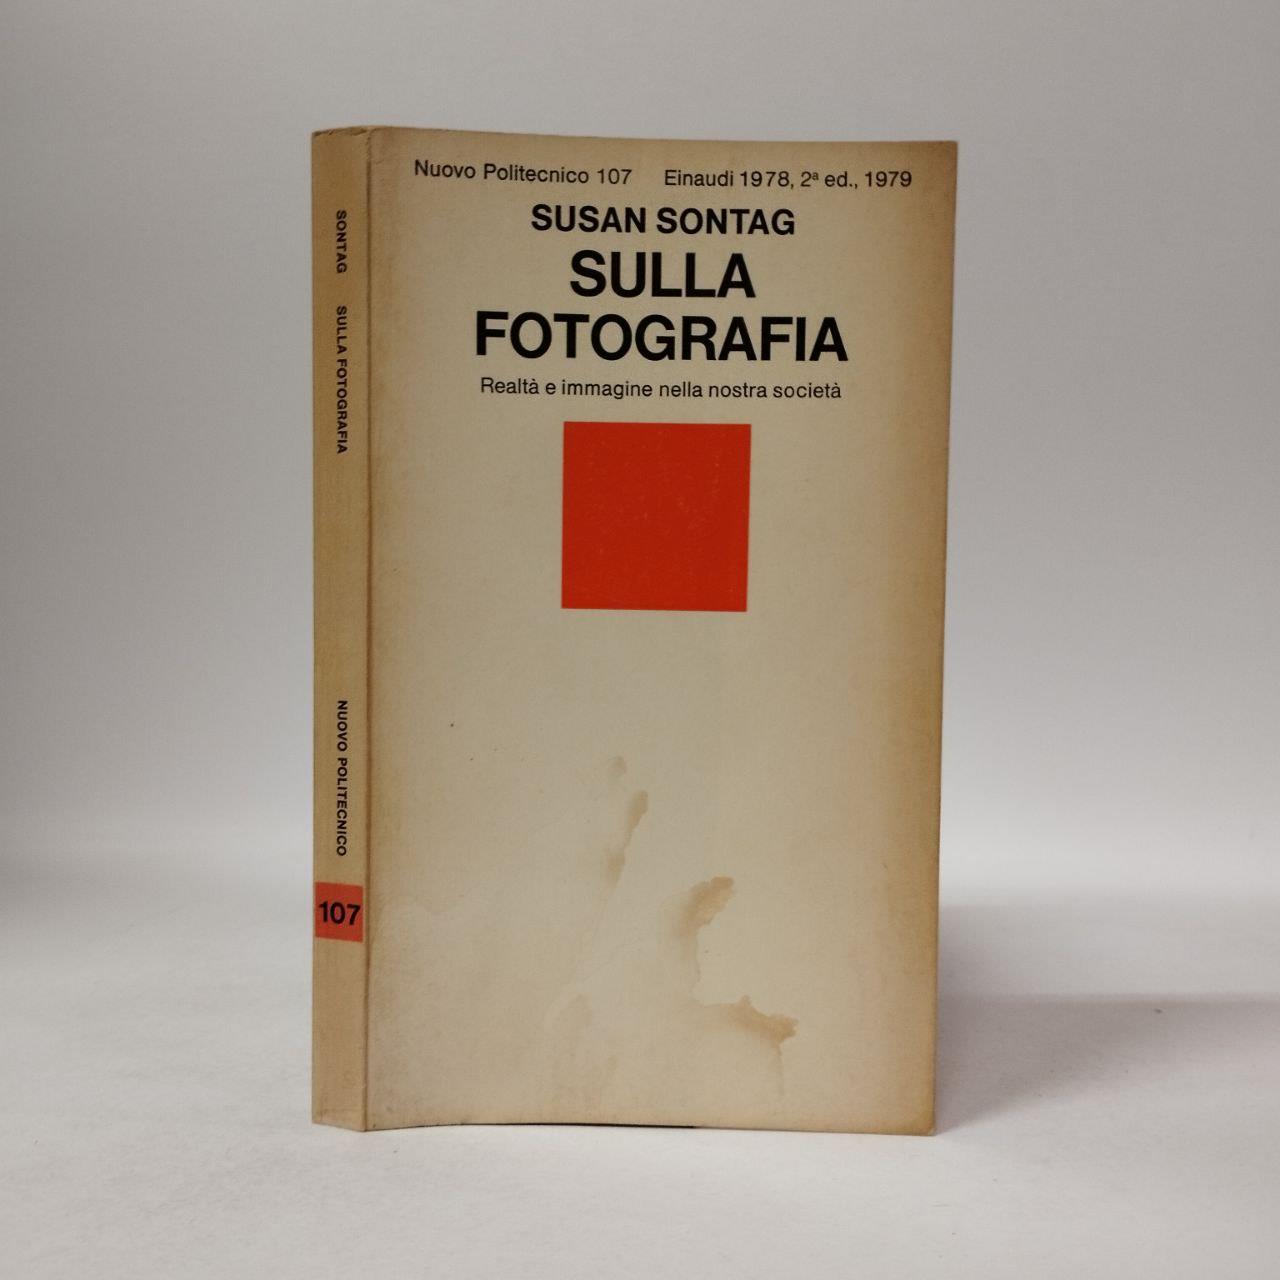 Nuovo Politecnico 107 Einaudi 1978, 2ª ed., 1979
SUSAN SONTAG
SULLA
FOTOGRAFIA
Realtà e immagine nella nostra società
SONTAG SULLA FOTOGRAFIA NUOVO POLITECNICO
107